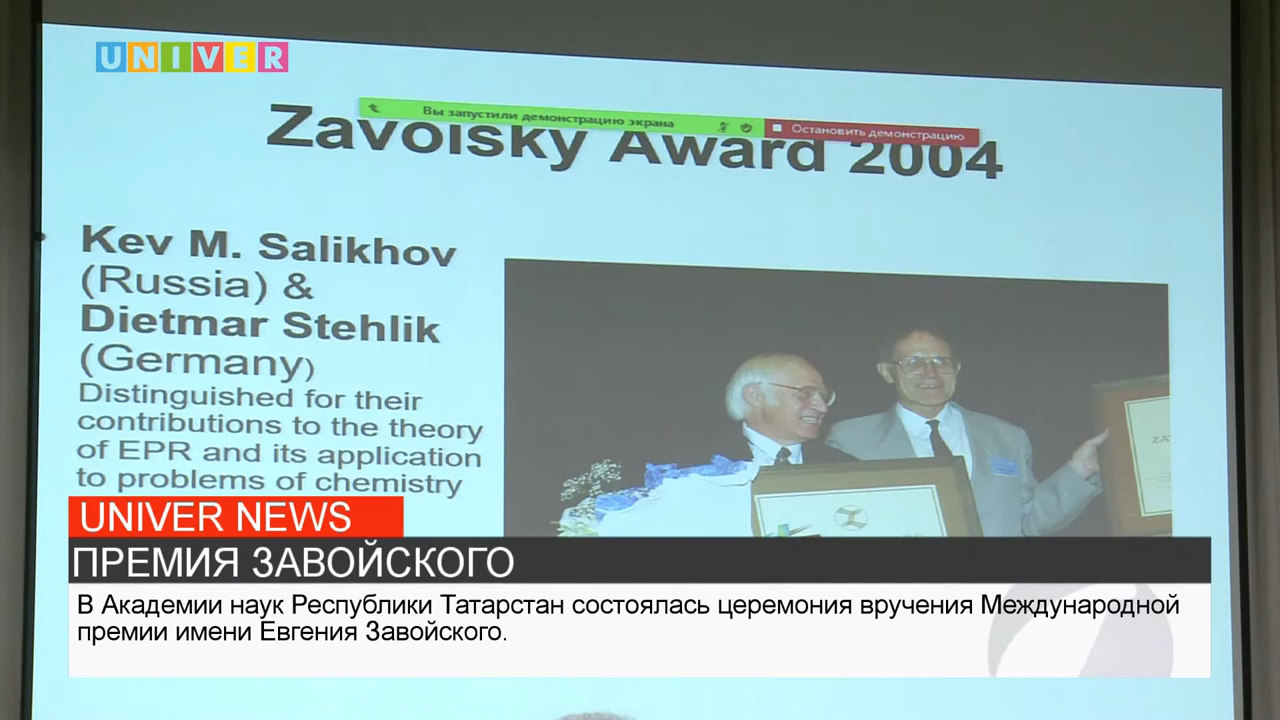 UNIVER
Вы запустили демонстрацию экрана
Остановить демонстрацию
Zavoisky Award 2004
Kev M. Salikhov
(Russia) &
Dietmar Stehlik
(Germany)
Distinguished for their
contributions to the theory
of EPR and its application
to problems of chemistry
UNIVER NEWS
ПРЕМИЯ ЗАВОЙСКОГО
В Академии наук Республики Татарстан состоялась церемония вручения Международной
премии имени Евгения Завойского.